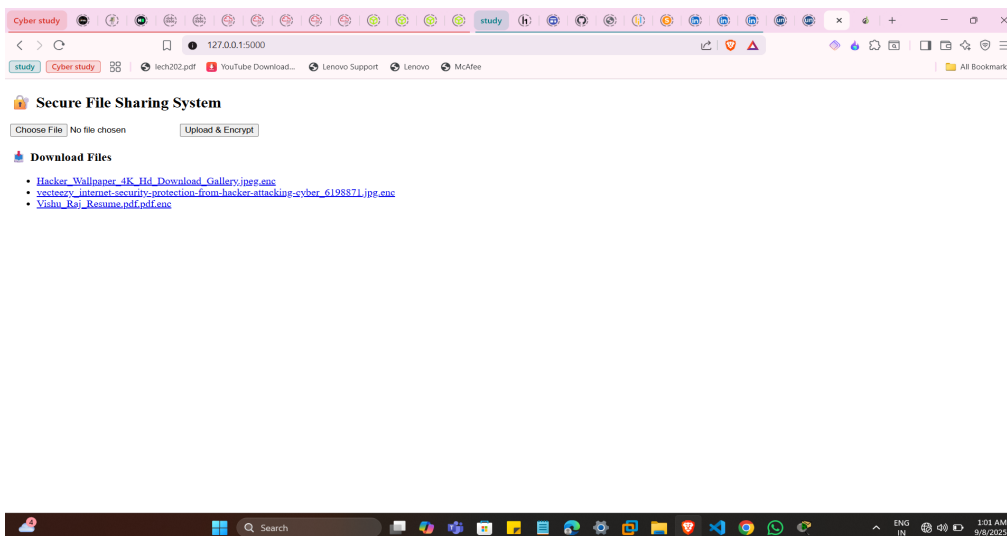 Cyber study
study
127.0.0.1:5000
study Cyber study lech202.pdf YouTube Download... Lenovo Support Lenovo McAfee All Bookmark
Secure File Sharing System
Choose File No file chosen Upload & Encrypt
Download Files
Hacker_Wallpaper_4K_Hd_Download_Gallery.jpeg.enc
vecteezy_internet-security-protection-from-hacker-attacking-cyber_6198871.jpg.enc
Vishu_Raj_Resume.pdf.pdf.enc
4 Search ENG 1:01 AM
IN 9/8/2025